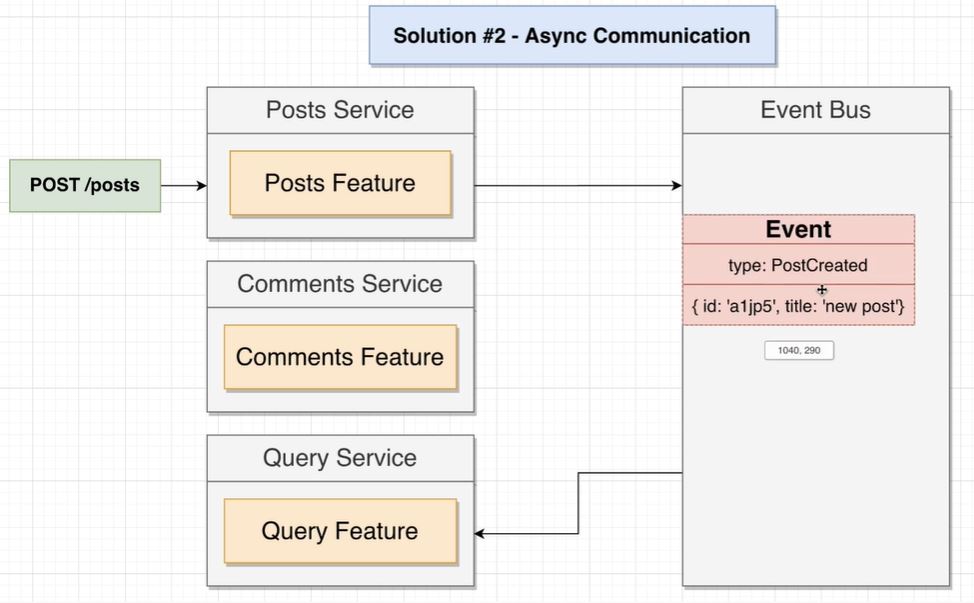 Solution #2 - Async Communication
Posts Service
Event Bus
POST /posts
Posts Feature
Event
type: PostCreated
{ id: 'a1jp5', title: 'new post'}
1040, 290
Comments Service
Comments Feature
Query Service
Query Feature